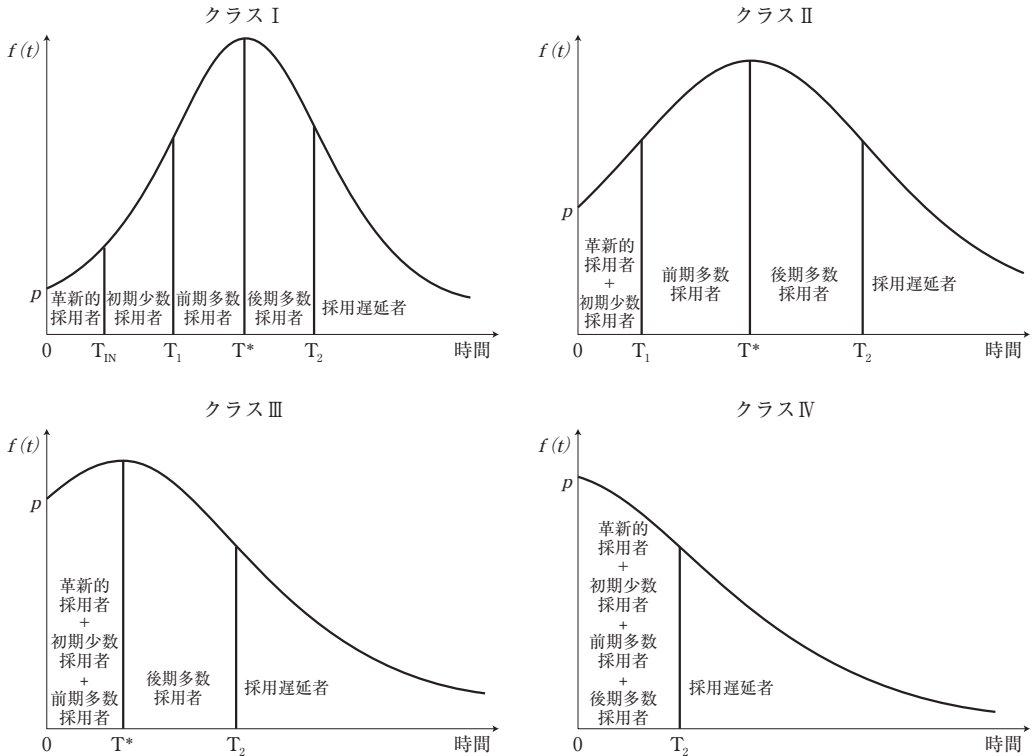 クラスⅠ
f(t)
p
革新的
採用者
初期少数
採用者
前期多数
採用者
後期多数
採用者
採用遅延者
0
T_IN
T_1
T*
T_2
時間
クラスⅡ
f(t)
p
革新的
採用者
+
初期少数
採用者
前期多数
採用者
後期多数
採用者
採用遅延者
0
T_1
T*
T_2
時間
クラスⅢ
f(t)
p
革新的
採用者
+
初期少数
採用者
+
前期多数
採用者
後期多数
採用者
採用遅延者
0
T*
T_2
時間
クラスⅣ
f(t)
p
革新的
採用者
+
初期少数
採用者
+
前期多数
採用者
+
後期多数
採用者
採用遅延者
0
T_2
時間